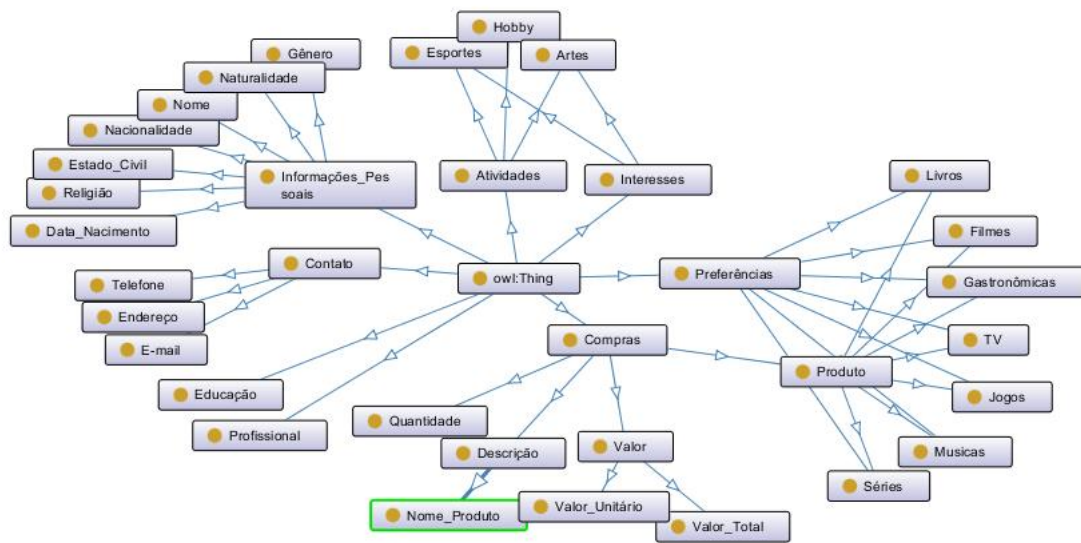 Hobby
Esportes
Artes
Gênero
Naturalidade
Nome
Nacionalidade
Estado_Civil
Religião
Data_Nacimento
Informações_Pes
soais
Atividades
Interesses
Livros
Filmes
Gastronômicas
TV
Jogos
Musicas
Séries
Contato
owl:Thing
Preferências
Telefone
Endereço
E-mail
Compras
Produto
Educação
Profissional
Quantidade
Descrição
Valor
Nome_Produto
Valor_Unitário
Valor_Total